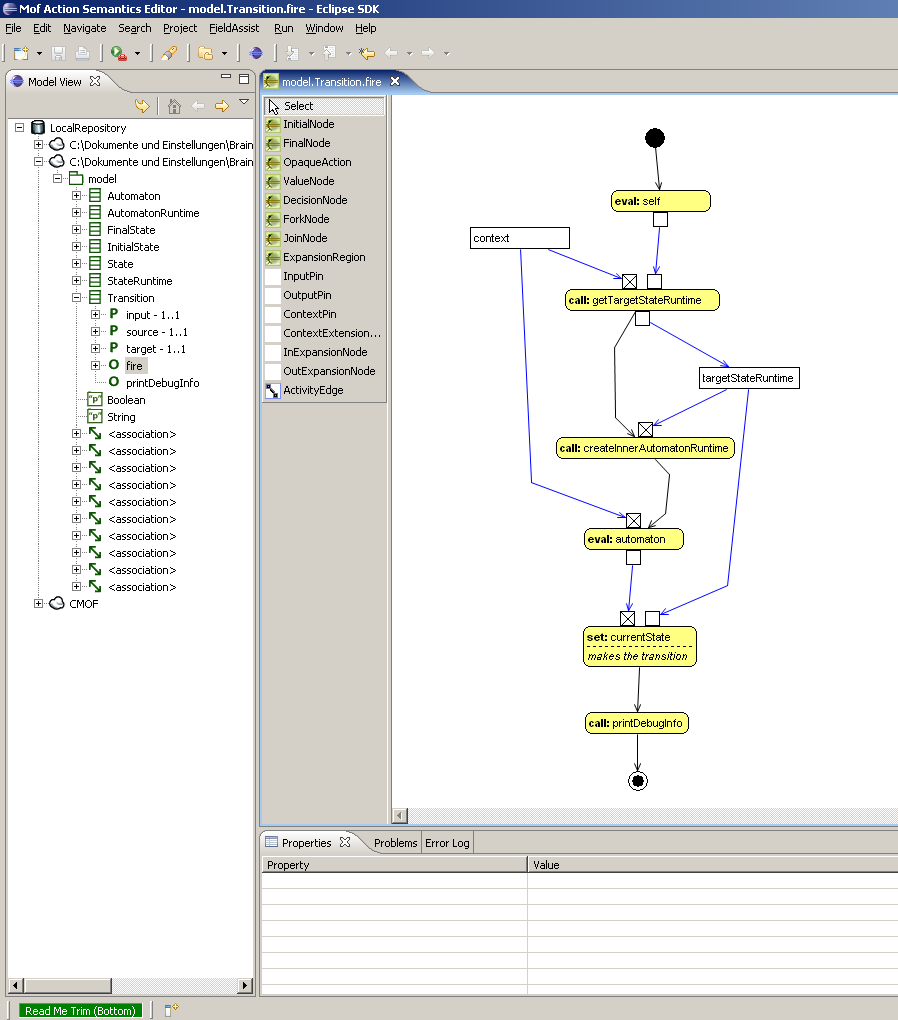 Mof Action Semantics Editor - model.Transition.fire - Eclipse SDK
File Edit Navigate Search Project FieldAssist Run Window Help
Model View
LocalRepository
C:\Dokumente und Einstellungen\Brain
C:\Dokumente und Einstellungen\Brain
model
Automaton
AutomatonRuntime
FinalState
InitialState
State
StateRuntime
Transition
P input - 1..1
P source - 1..1
P target - 1..1
O fire
O printDebugInfo
"p" Boolean
"p" String
<association>
<association>
<association>
<association>
<association>
<association>
<association>
<association>
<association>
<association>
CMOF
model.Transition.fire
Select
InitialNode
FinalNode
OpaqueAction
ValueNode
DecisionNode
ForkNode
JoinNode
ExpansionRegion
InputPin
OutputPin
ContextPin
ContextExtension...
InExpansionNode
OutExpansionNode
ActivityEdge
eval: self
context
call: getTargetStateRuntime
targetStateRuntime
call: createInnerAutomatonRuntime
eval: automaton
set: currentState
makes the transition
call: printDebugInfo
Properties Problems Error Log
Property Value
Read Me Trim (Bottom)